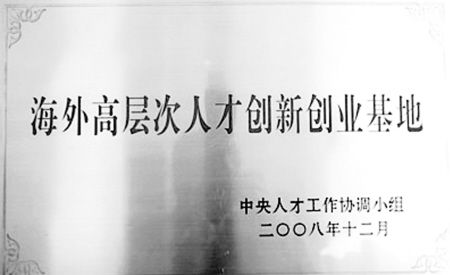 海外高层次人才创新创业基地
中央人才工作协调小组
二〇〇八年十二月